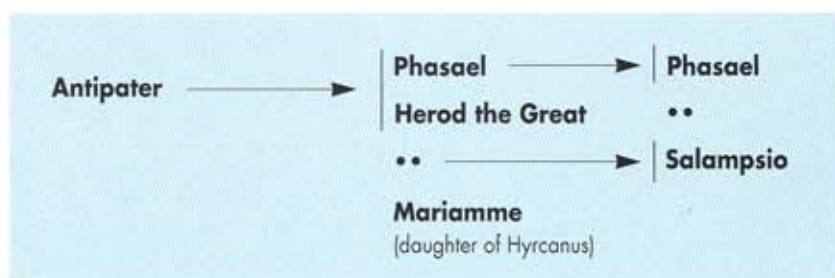 Antipater
Phasael
Herod the Great
••
Mariamme
(daughter of Hyrcanus)
Phasael
••
Salampsio